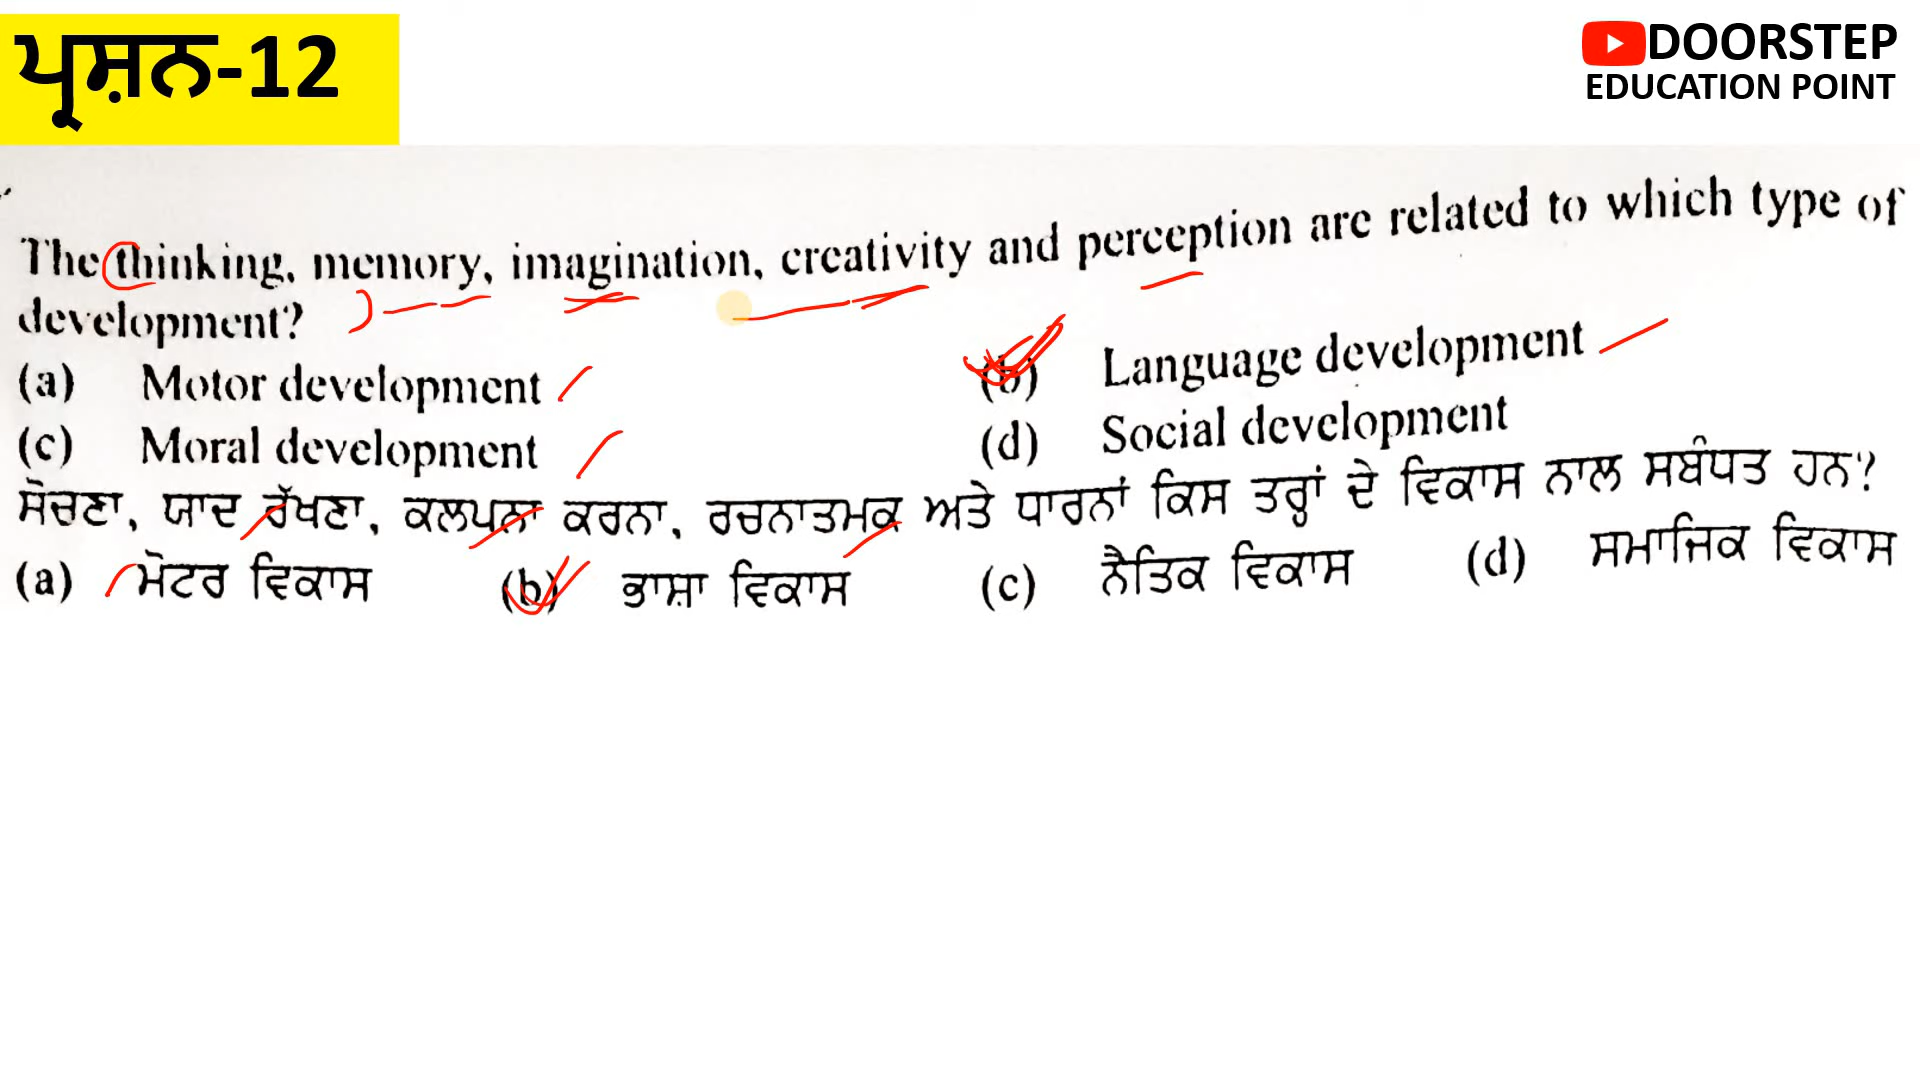 ਪ੍ਰਸ਼ਨ-12
DOORSTEP
EDUCATION POINT
The thinking, memory, imagination, creativity and perception are related to which type of
development?
(a) Motor development (b) Language development
(c) Moral development (d) Social development
ਸੋਚਣਾ, ਯਾਦ ਰੱਖਣਾ, ਕਲਪਨਾ ਕਰਨਾ, ਰਚਨਾਤਮਕ ਅਤੇ ਧਾਰਨਾਂ ਕਿਸ ਤਰ੍ਹਾਂ ਦੇ ਵਿਕਾਸ ਨਾਲ ਸਬੰਧਤ ਹਨ?
(a) ਮੋਟਰ ਵਿਕਾਸ (b) ਭਾਸ਼ਾ ਵਿਕਾਸ (c) ਨੈਤਿਕ ਵਿਕਾਸ (d) ਸਮਾਜਿਕ ਵਿਕਾਸ